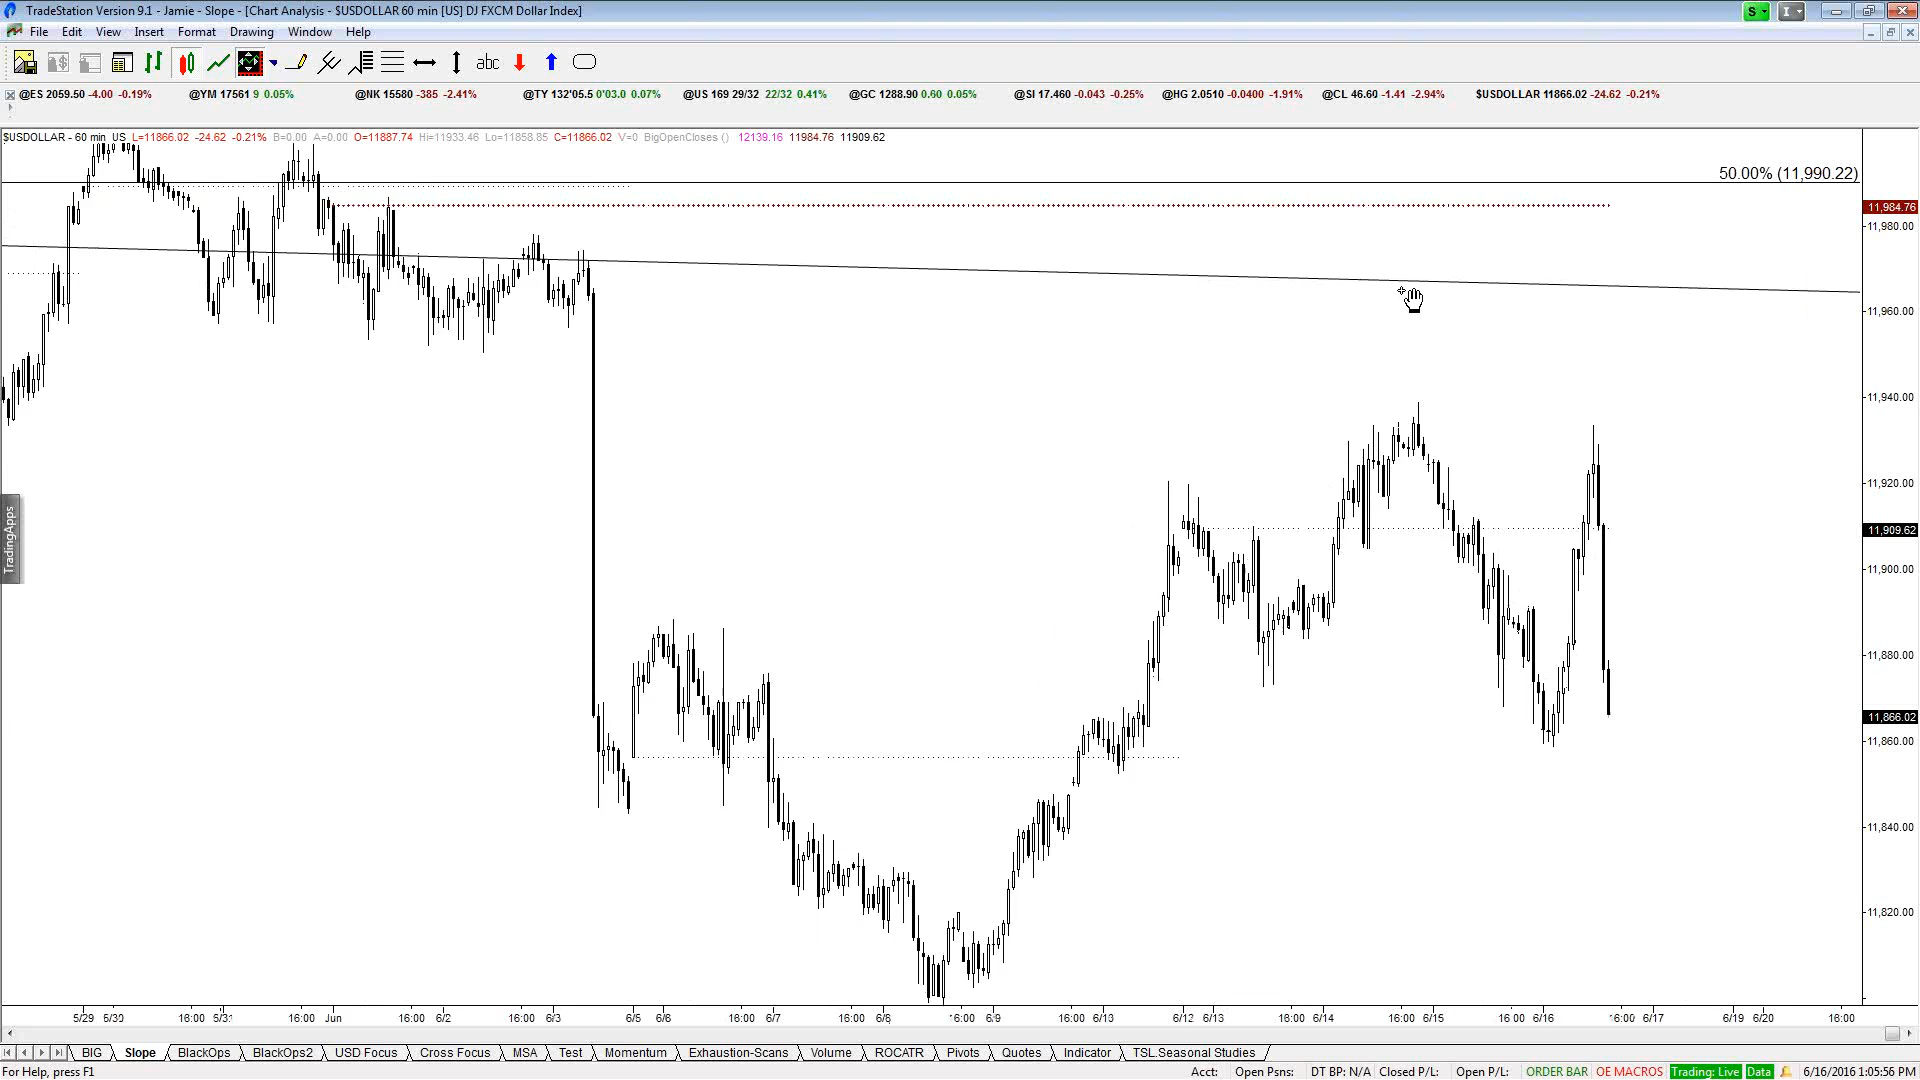 TradeStation Version 9.1 - Jamie - Slope - [Chart Analysis - $USDOLLAR 60 min [US] DJ FXCM Dollar Index]
S I
File Edit View Insert Format Drawing Window Help
abc
@ES 2059.50 -4.00 -0.19% @YM 17561 9 0.05% @NK 15580 -385 -2.41% @TY 132'05.5 0'03.0 0.07% @US 169 29/32 22/32 0.41% @GC 1288.90 0.60 0.05% @SI 17.460 -0.043 -0.25% @HG 2.0510 -0.0400 -1.91% @CL 46.60 -1.41 -2.94% $USDOLLAR 11866.02 -24.62 -0.21%
$USDOLLAR - 60 min US L=11866.02 -24.62 -0.21% B=0.00 A=0.00 O=11887.74 Hi=11933.46 Lo=11858.85 C=11866.02 V=0 BigOpenCloses () 12139.16 11984.76 11909.62
50.00% (11,990.22)
11,984.76
11,980.00
11,960.00
11,940.00
11,920.00
11,909.62
11,900.00
11,880.00
11,866.02
11,860.00
11,840.00
11,820.00
TradingApps
5/29 5/30 16:00 5/31 16:00 Jun 16:00 6/2 16:00 6/3 6/5 6/6 16:00 6/7 16:00 16:00 6/9 16:00 6/13 6/12 6/13 16:00 6/14 16:00 6/15 16:00 6/16 16:00 6/17 6/19 6/20 16:00
BIG Slope BlackOps BlackOps2 USD Focus Cross Focus MSA Test Momentum Exhaustion-Scans Volume ROCATR Pivots Quotes Indicator TSL.Seasonal Studies
For Help, press F1 Acct: Open Psns: DT BP: N/A Closed P/L: Open P/L: ORDER BAR OE MACROS Trading: Live Data 6/16/2016 1:05:56 PM